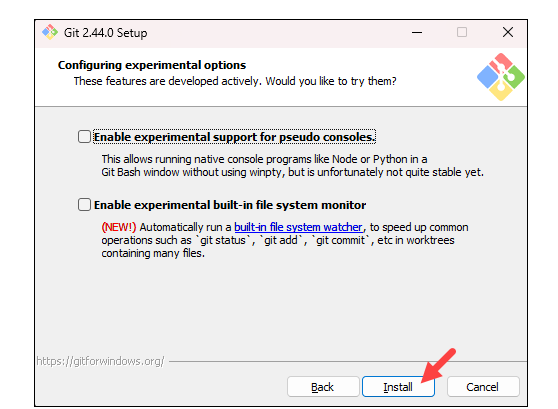 Git 2.44.0 Setup
Configuring experimental options
These features are developed actively. Would you like to try them?
Enable experimental support for pseudo consoles.
This allows running native console programs like Node or Python in a
Git Bash window without using winpty, but is unfortunately not quite stable yet.
Enable experimental built-in file system monitor
(NEW!) Automatically run a built-in file system watcher, to speed up common
operations such as `git status`, `git add`, `git commit`, etc in worktrees
containing many files.
https://gitforwindows.org/
Back Install Cancel